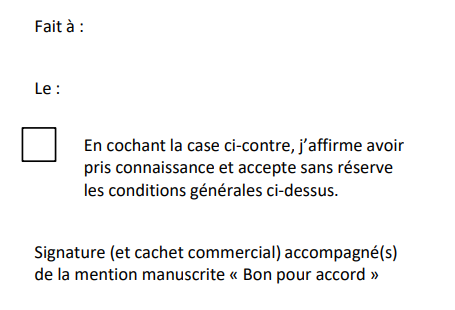 Fait à :
Le :
En cochant la case ci-contre, j’affirme avoir
pris connaissance et accepte sans réserve
les conditions générales ci-dessus.
Signature (et cachet commercial) accompagné(s)
de la mention manuscrite « Bon pour accord »